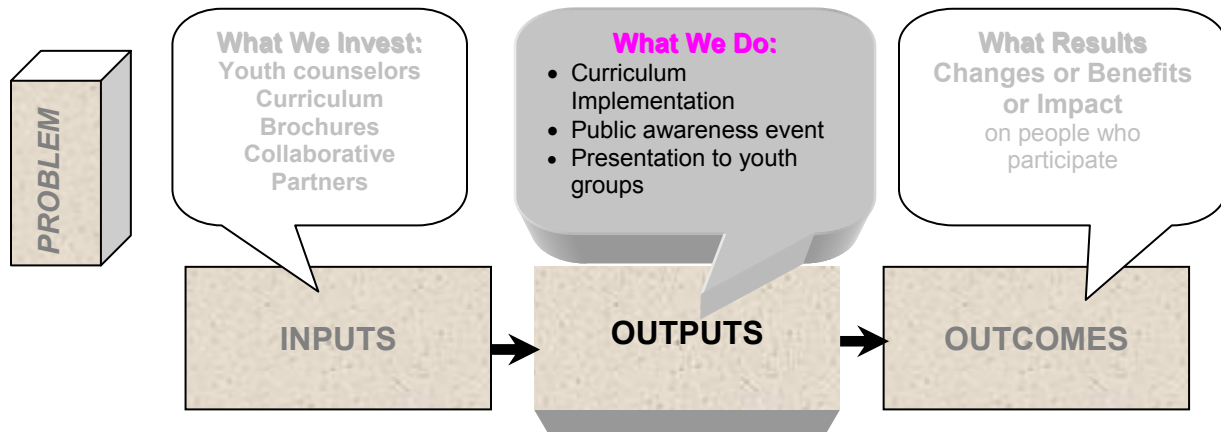 PROBLEM
What We Invest:
Youth counselors
Curriculum
Brochures
Collaborative
Partners
What We Do:
• Curriculum
Implementation
• Public awareness event
• Presentation to youth
groups
What Results
Changes or Benefits
or Impact
on people who
participate
INPUTS
OUTPUTS
OUTCOMES